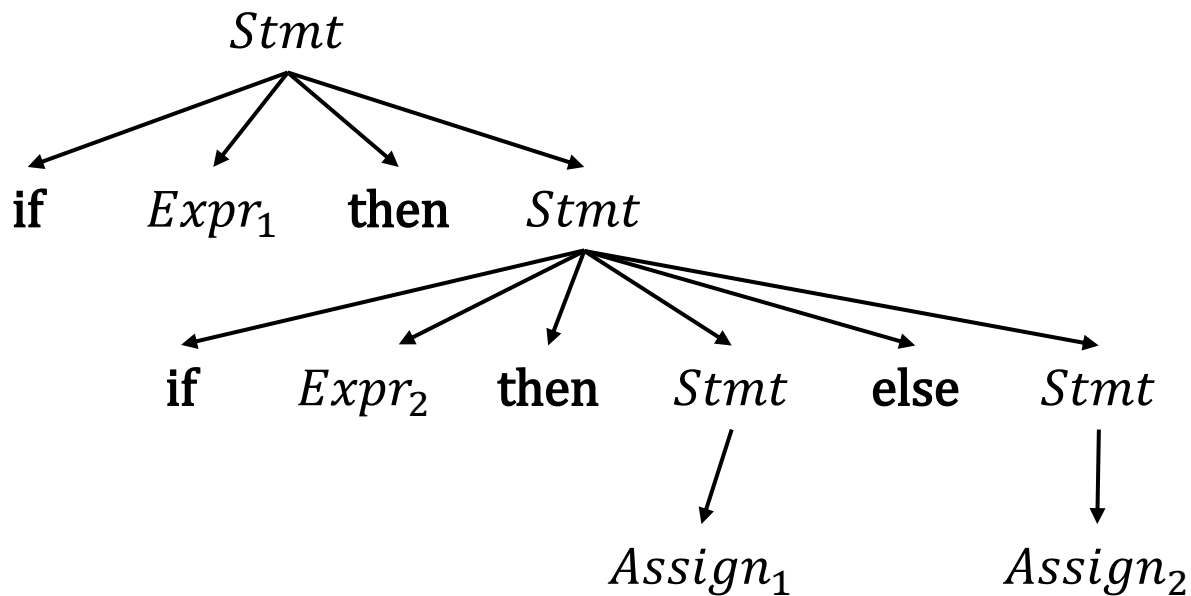 Stmt
if Expr₁ then Stmt
if Expr₂ then Stmt else Stmt
Assign₁ Assign₂